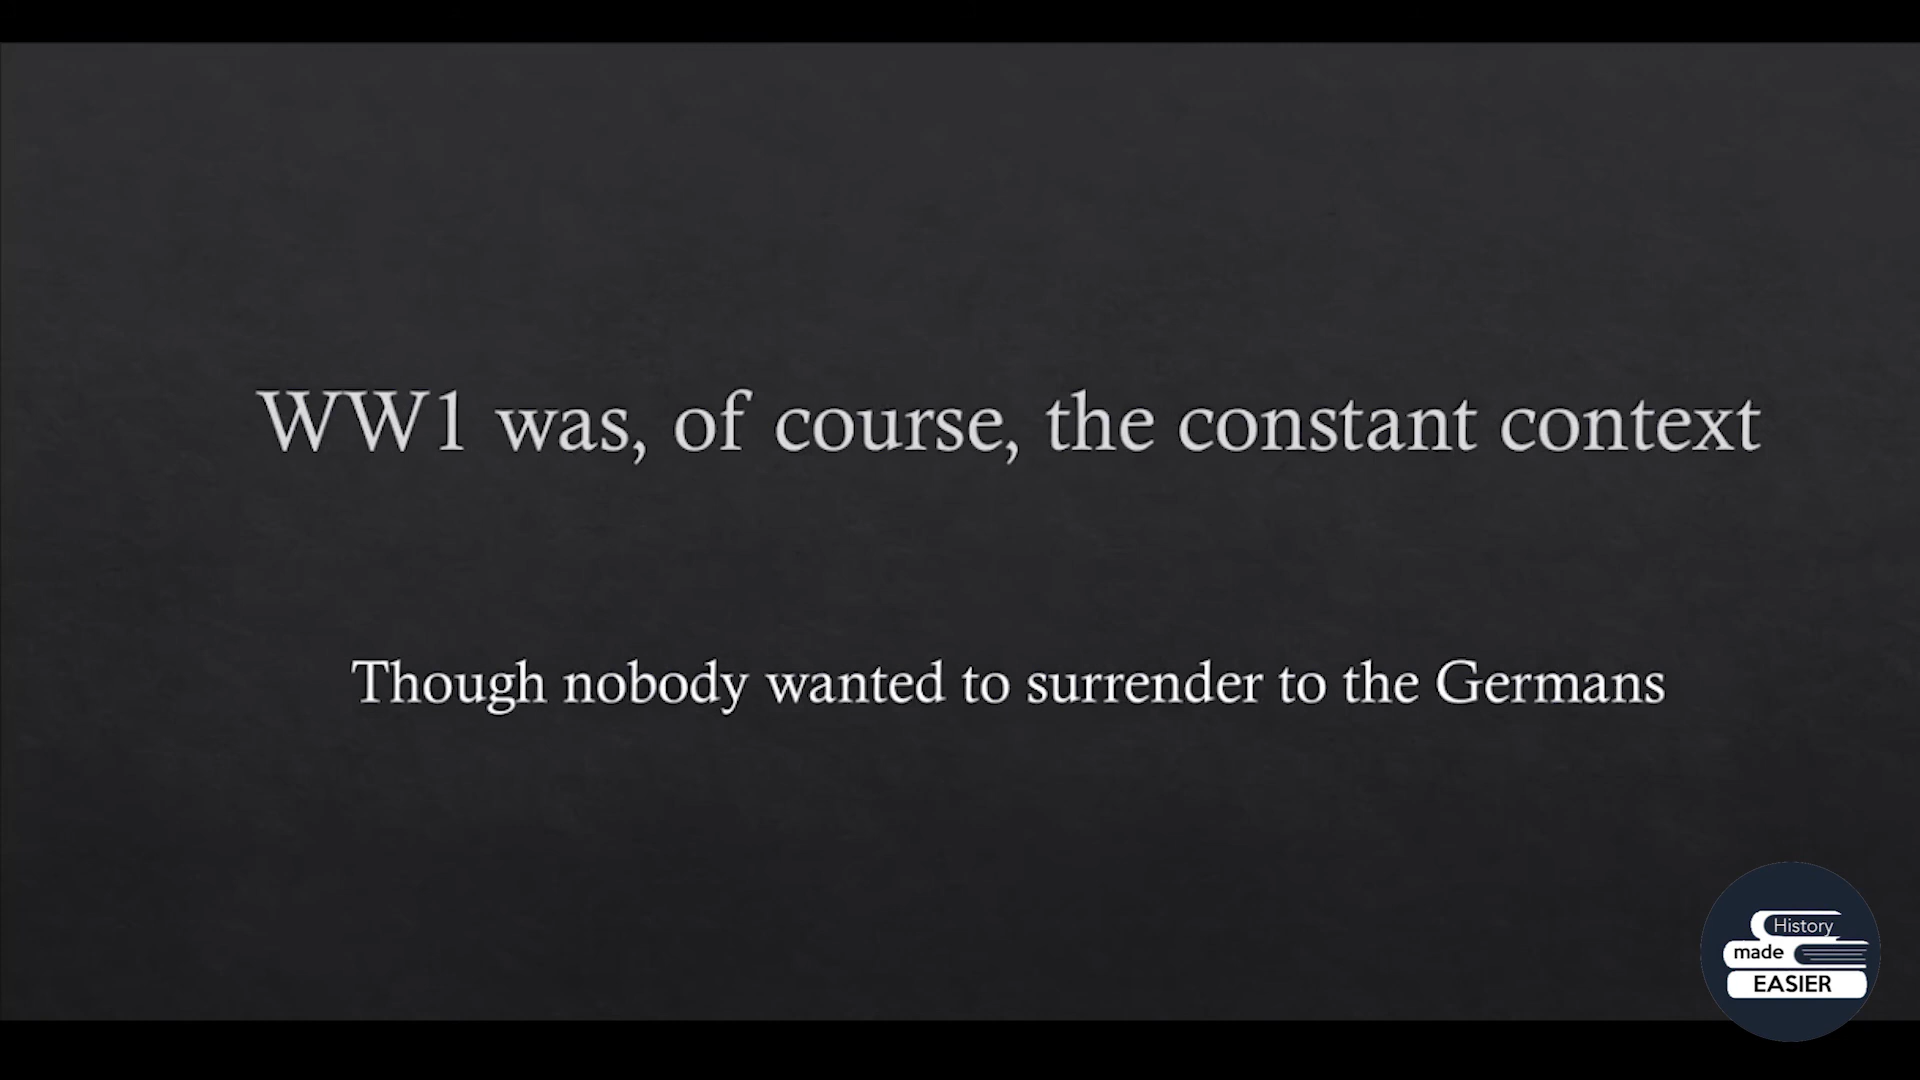 WW1 was, of course, the constant context
Though nobody wanted to surrender to the Germans
History
made
EASIER